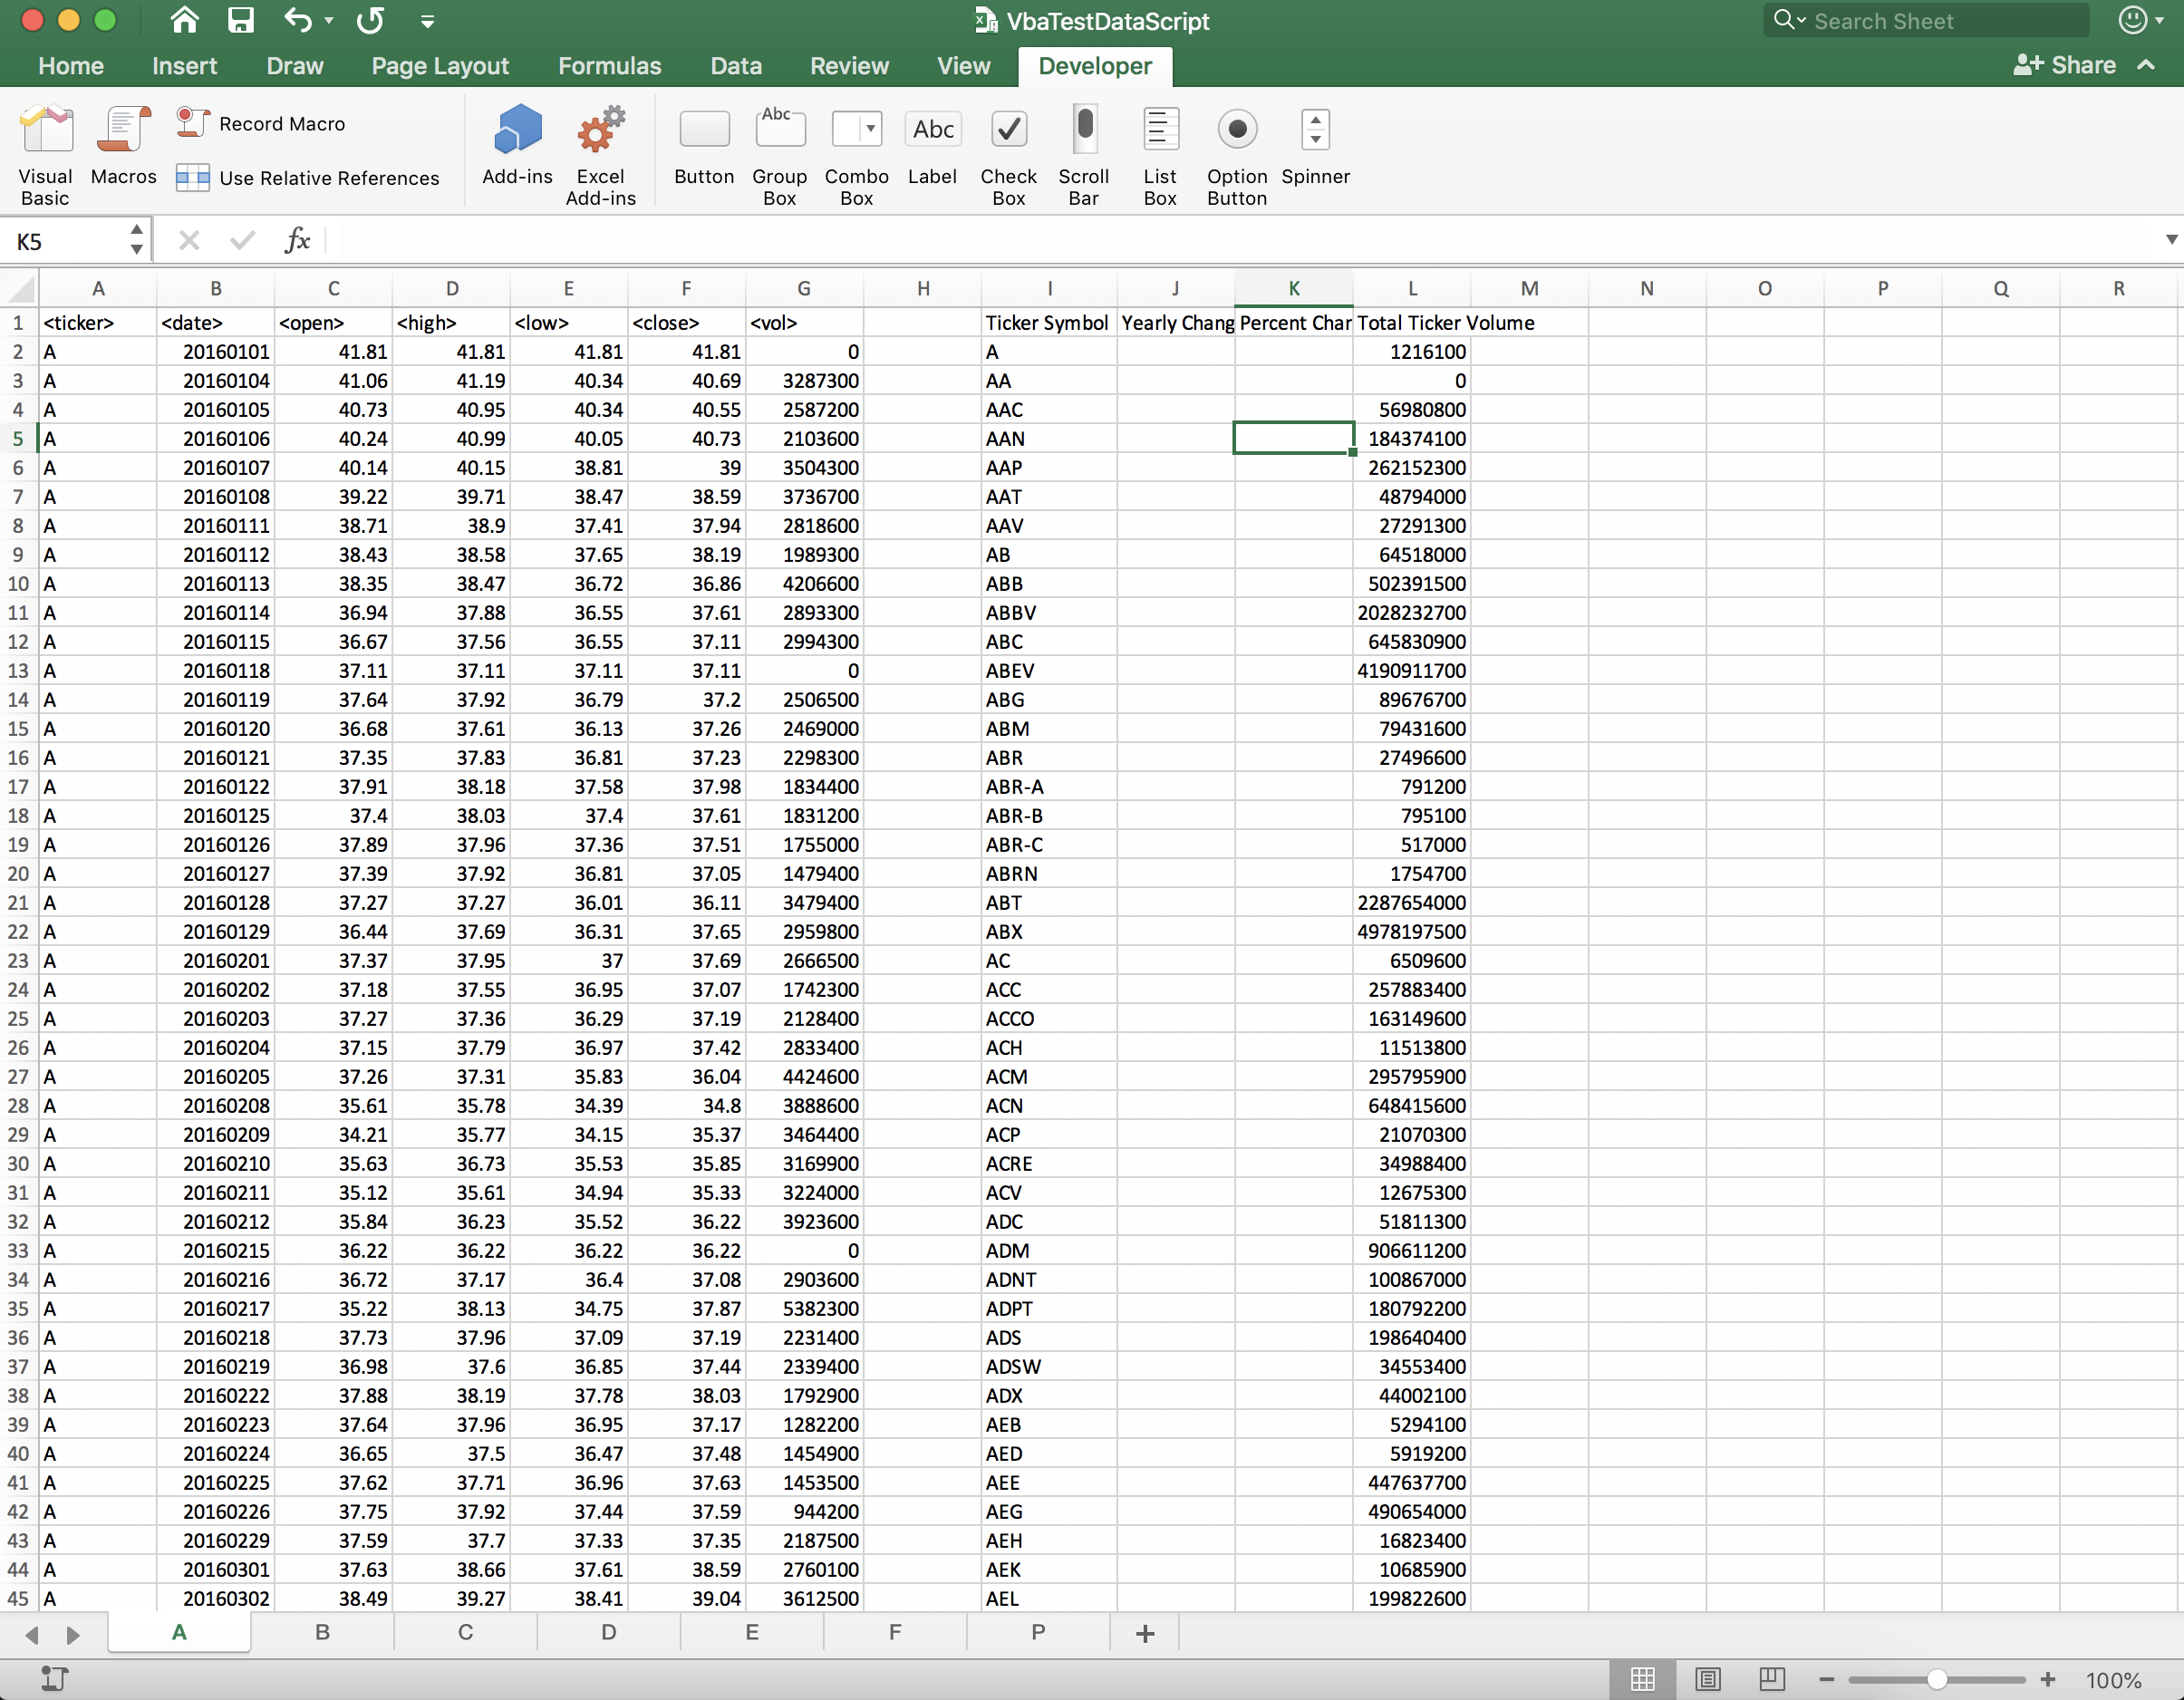 VbaTestDataScript
Search Sheet
Home Insert Draw Page Layout Formulas Data Review View Developer Share
Record Macro
Use Relative References
Visual Basic Macros Add-ins Excel Add-ins Button Group Box Combo Box Abc Label Check Box Scroll Bar List Box Option Button Spinner
Abc
K5 fx
A B C D E F G H I J K L M N O P Q R
1 <ticker> <date> <open> <high> <low> <close> <vol> Ticker Symbol Yearly Chang Percent Char Total Ticker Volume
2 A 20160101 41.81 41.81 41.81 41.81 0 A 1216100
3 A 20160104 41.06 41.19 40.34 40.69 3287300 AA 0
4 A 20160105 40.73 40.95 40.34 40.55 2587200 AAC 56980800
5 A 20160106 40.24 40.99 40.05 40.73 2103600 AAN 184374100
6 A 20160107 40.14 40.15 38.81 39 3504300 AAP 262152300
7 A 20160108 39.22 39.71 38.47 38.59 3736700 AAT 48794000
8 A 20160111 38.71 38.9 37.41 37.94 2818600 AAV 27291300
9 A 20160112 38.43 38.58 37.65 38.19 1989300 AB 64518000
10 A 20160113 38.35 38.47 36.72 36.86 4206600 ABB 502391500
11 A 20160114 36.94 37.88 36.55 37.61 2893300 ABBV 2028232700
12 A 20160115 36.67 37.56 36.55 37.11 2994300 ABC 645830900
13 A 20160118 37.11 37.11 37.11 37.11 0 ABEV 4190911700
14 A 20160119 37.64 37.92 36.79 37.2 2506500 ABG 89676700
15 A 20160120 36.68 37.61 36.13 37.26 2469000 ABM 79431600
16 A 20160121 37.35 37.83 36.81 37.23 2298300 ABR 27496600
17 A 20160122 37.91 38.18 37.58 37.98 1834400 ABR-A 791200
18 A 20160125 37.4 38.03 37.4 37.61 1831200 ABR-B 795100
19 A 20160126 37.89 37.96 37.36 37.51 1755000 ABR-C 517000
20 A 20160127 37.39 37.92 36.81 37.05 1479400 ABRN 1754700
21 A 20160128 37.27 37.27 36.01 36.11 3479400 ABT 2287654000
22 A 20160129 36.44 37.69 36.31 37.65 2959800 ABX 4978197500
23 A 20160201 37.37 37.95 37 37.69 2666500 AC 6509600
24 A 20160202 37.18 37.55 36.95 37.07 1742300 ACC 257883400
25 A 20160203 37.27 37.36 36.29 37.19 2128400 ACCO 163149600
26 A 20160204 37.15 37.79 36.97 37.42 2833400 ACH 11513800
27 A 20160205 37.26 37.31 35.83 36.04 4424600 ACM 295795900
28 A 20160208 35.61 35.78 34.39 34.8 3888600 ACN 648415600
29 A 20160209 34.21 35.77 34.15 35.37 3464400 ACP 21070300
30 A 20160210 35.63 36.73 35.53 35.85 3169900 ACRE 34988400
31 A 20160211 35.12 35.61 34.94 35.33 3224000 ACV 12675300
32 A 20160212 35.84 36.23 35.52 36.22 3923600 ADC 51811300
33 A 20160215 36.22 36.22 36.22 36.22 0 ADM 906611200
34 A 20160216 36.72 37.17 36.4 37.08 2903600 ADNT 100867000
35 A 20160217 35.22 38.13 34.75 37.87 5382300 ADPT 180792200
36 A 20160218 37.73 37.96 37.09 37.19 2231400 ADS 198640400
37 A 20160219 36.98 37.6 36.85 37.44 2339400 ADSW 34553400
38 A 20160222 37.88 38.19 37.78 38.03 1792900 ADX 44002100
39 A 20160223 37.64 37.96 36.95 37.17 1282200 AEB 5294100
40 A 20160224 36.65 37.5 36.47 37.48 1454900 AED 5919200
41 A 20160225 37.62 37.71 36.96 37.63 1453500 AEE 447637700
42 A 20160226 37.75 37.92 37.44 37.59 944200 AEG 490654000
43 A 20160229 37.59 37.7 37.33 37.35 2187500 AEH 16823400
44 A 20160301 37.63 38.66 37.61 38.59 2760100 AEK 10685900
45 A 20160302 38.49 39.27 38.41 39.04 3612500 AEL 199822600
A B C D E F P +
100%